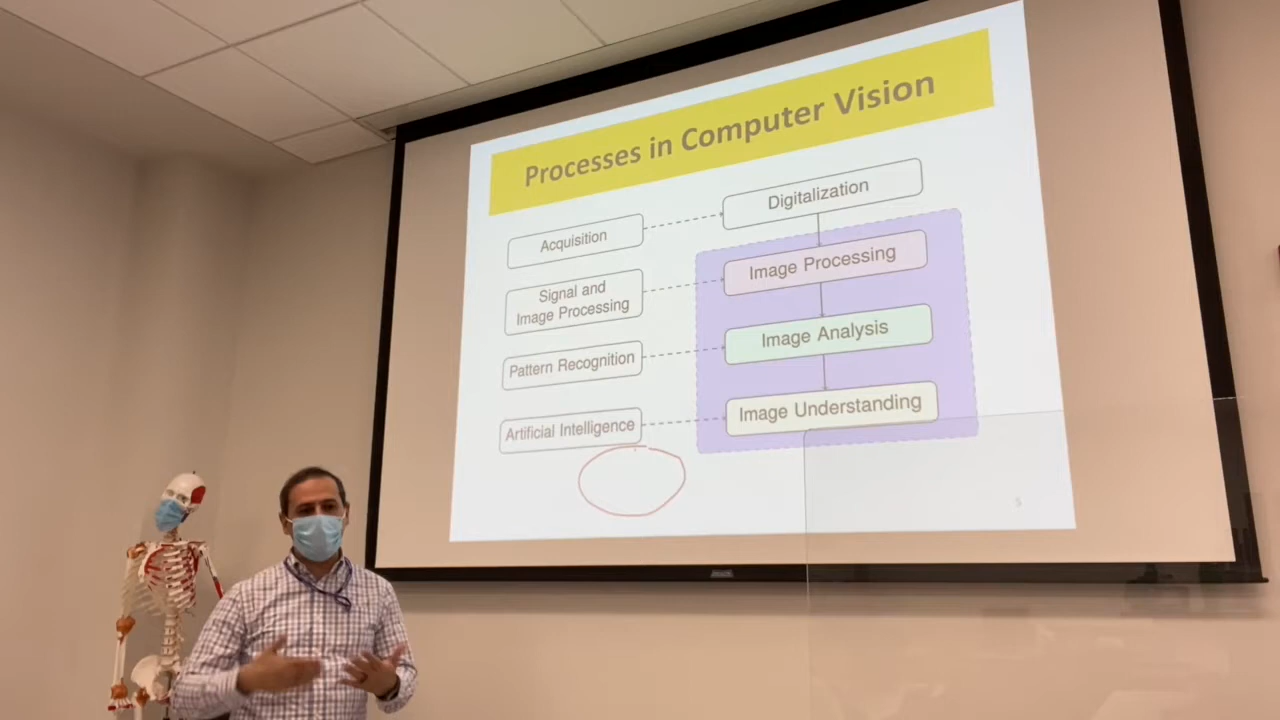 Processes in Computer Vision
Digitalization
Acquisition
Image Processing
Signal and
Image Processing
Image Analysis
Pattern Recognition
Image Understanding
Artificial Intelligence